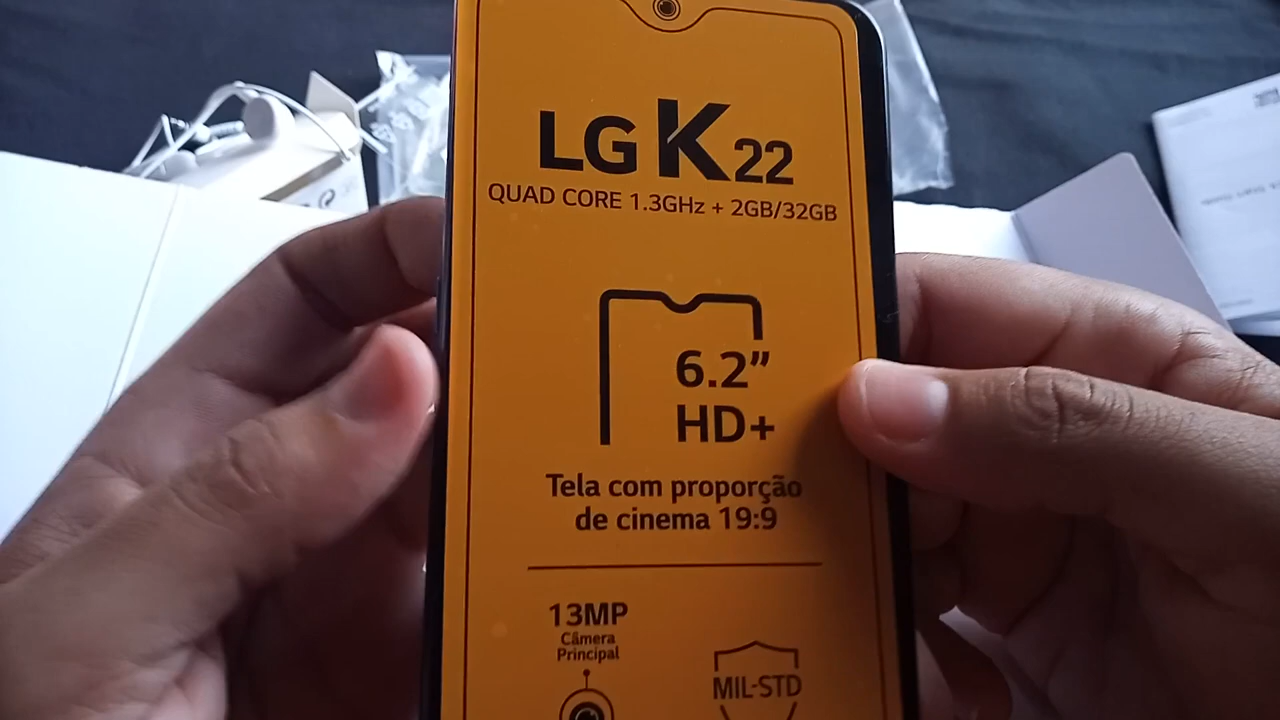 LG K22
QUAD CORE 1.3GHz + 2GB/32GB
6.2”
HD+
Tela com proporção
de cinema 19:9
13MP
Câmera
Principal
MIL-STD